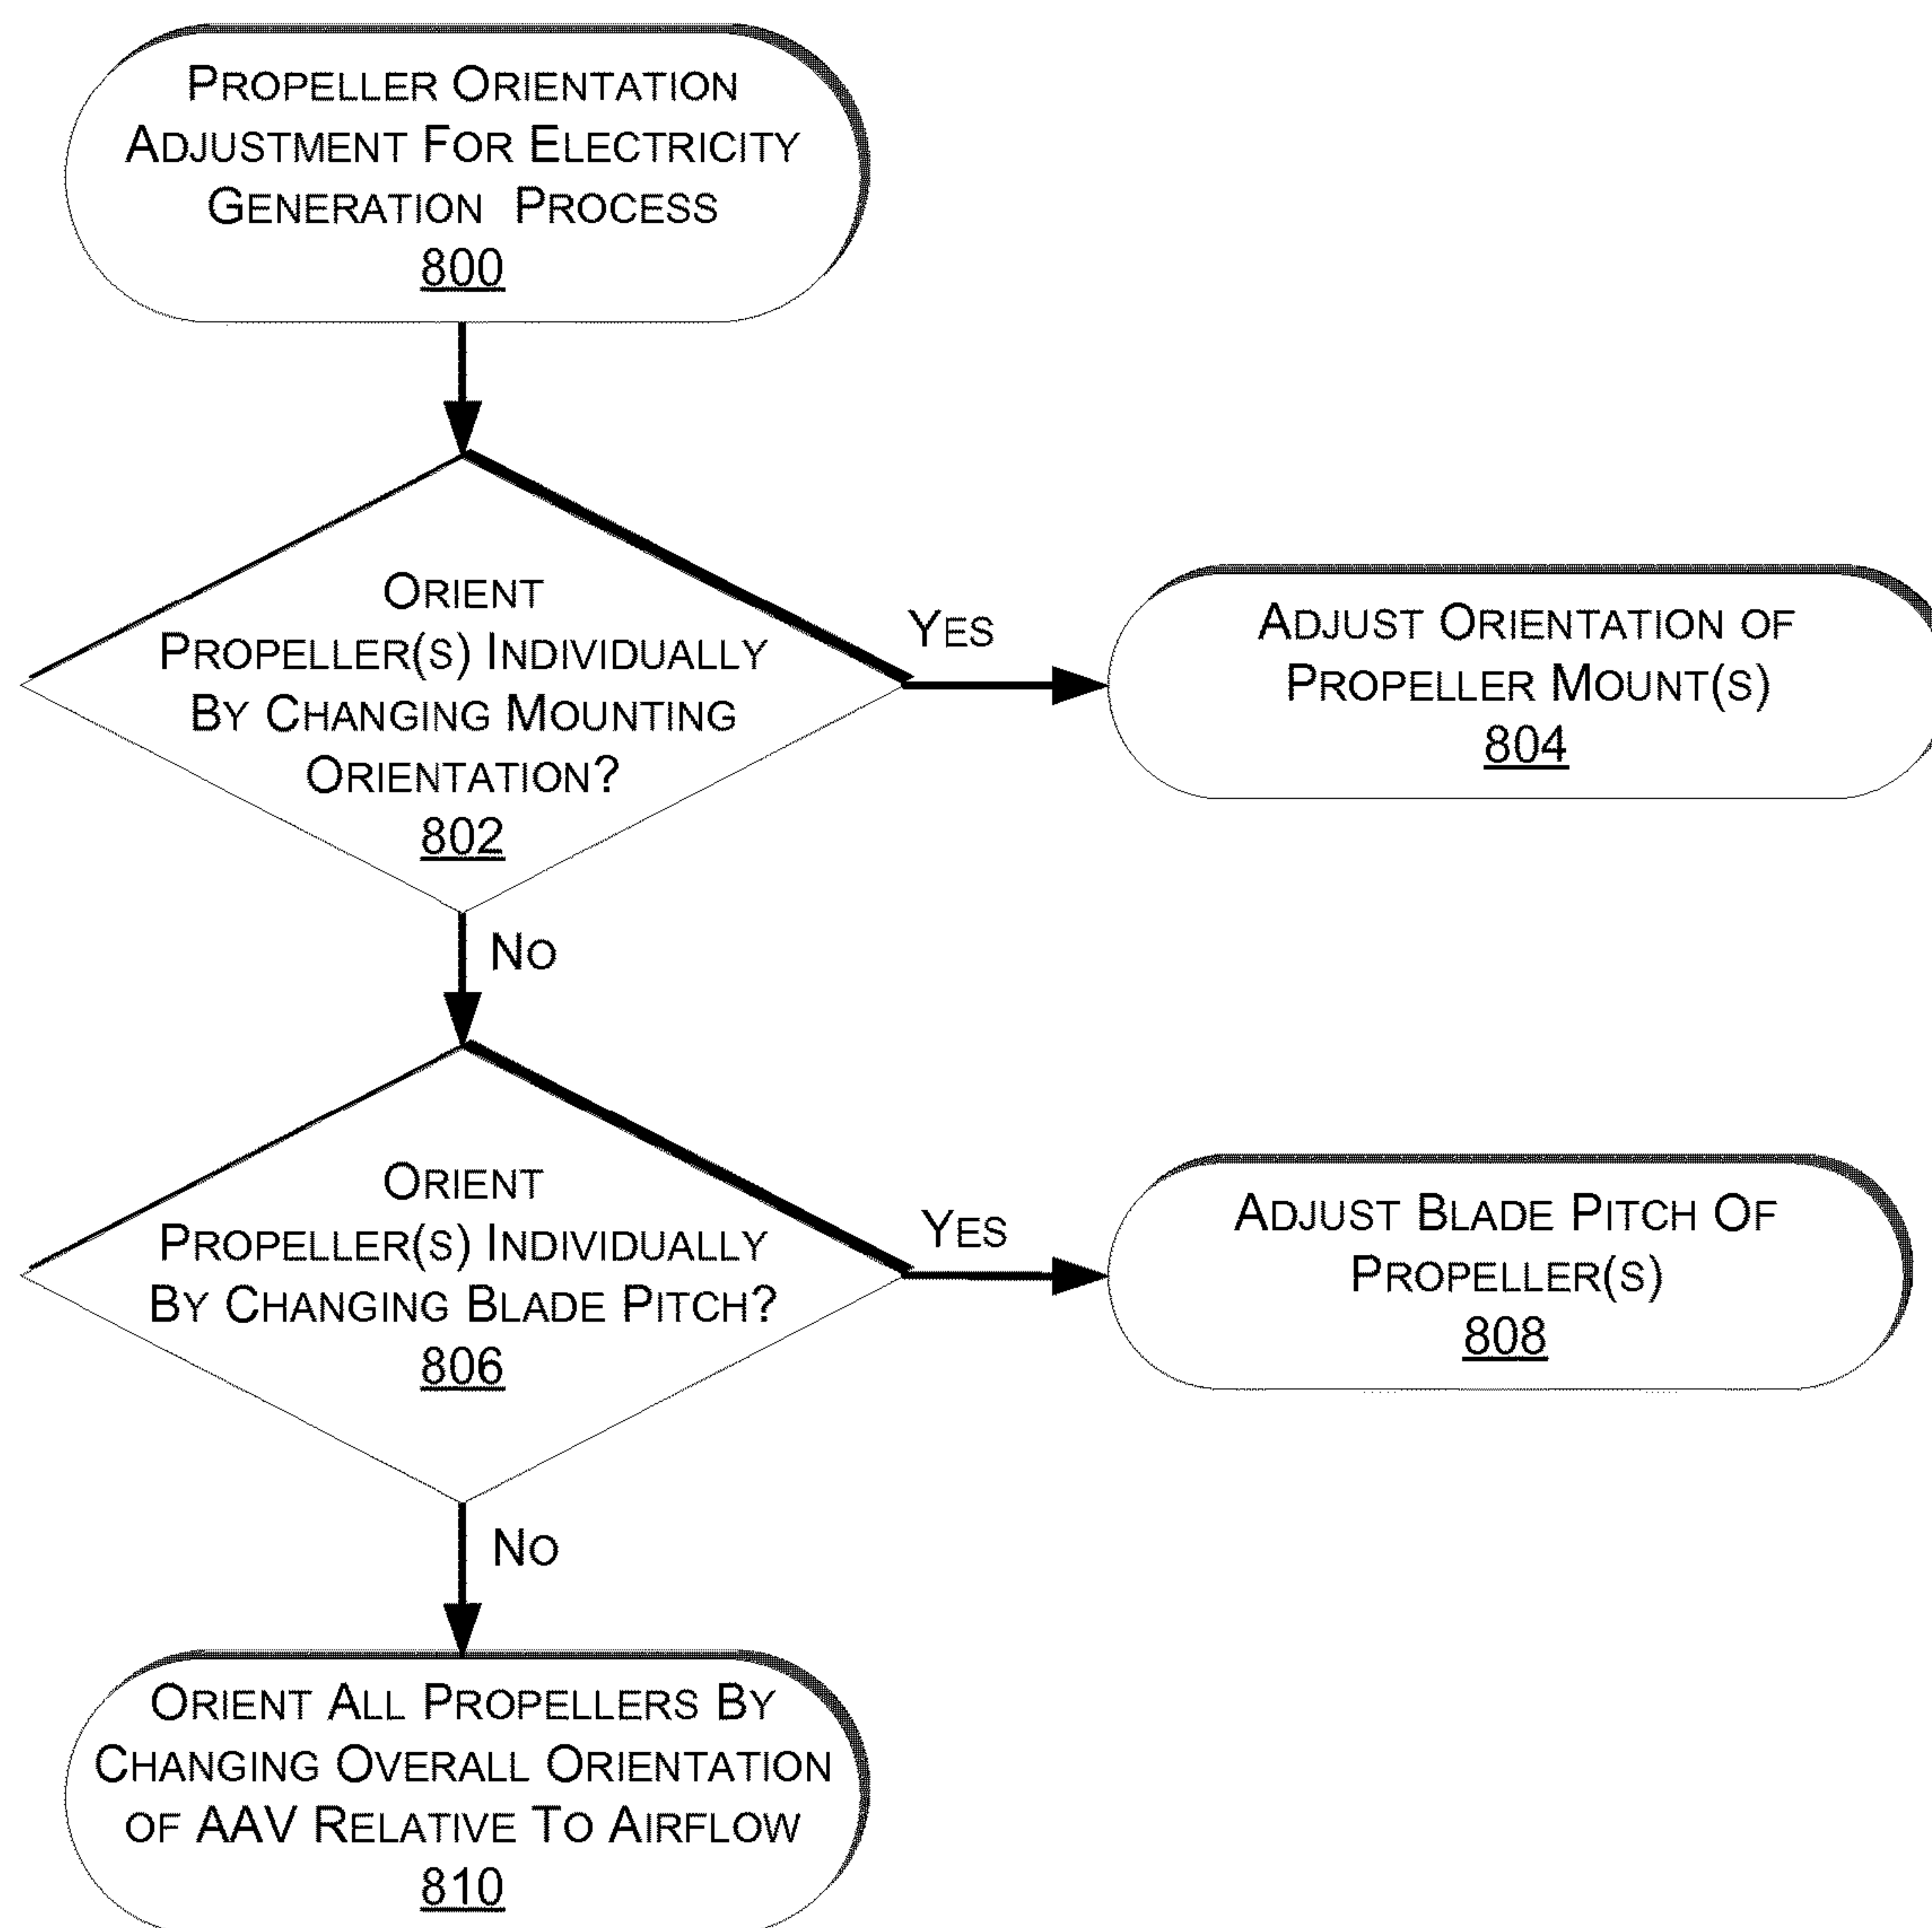 PROPELLER ORIENTATION
ADJUSTMENT FOR ELECTRICITY
GENERATION PROCESS
800
ORIENT
PROPELLER(S) INDIVIDUALLY
BY CHANGING MOUNTING
ORIENTATION?
802
YES
ADJUST ORIENTATION OF
PROPELLER MOUNT(S)
804
NO
ORIENT
PROPELLER(S) INDIVIDUALLY
BY CHANGING BLADE PITCH?
806
YES
ADJUST BLADE PITCH OF
PROPELLER(S)
808
NO
ORIENT ALL PROPELLERS BY
CHANGING OVERALL ORIENTATION
OF AAV RELATIVE TO AIRFLOW
810